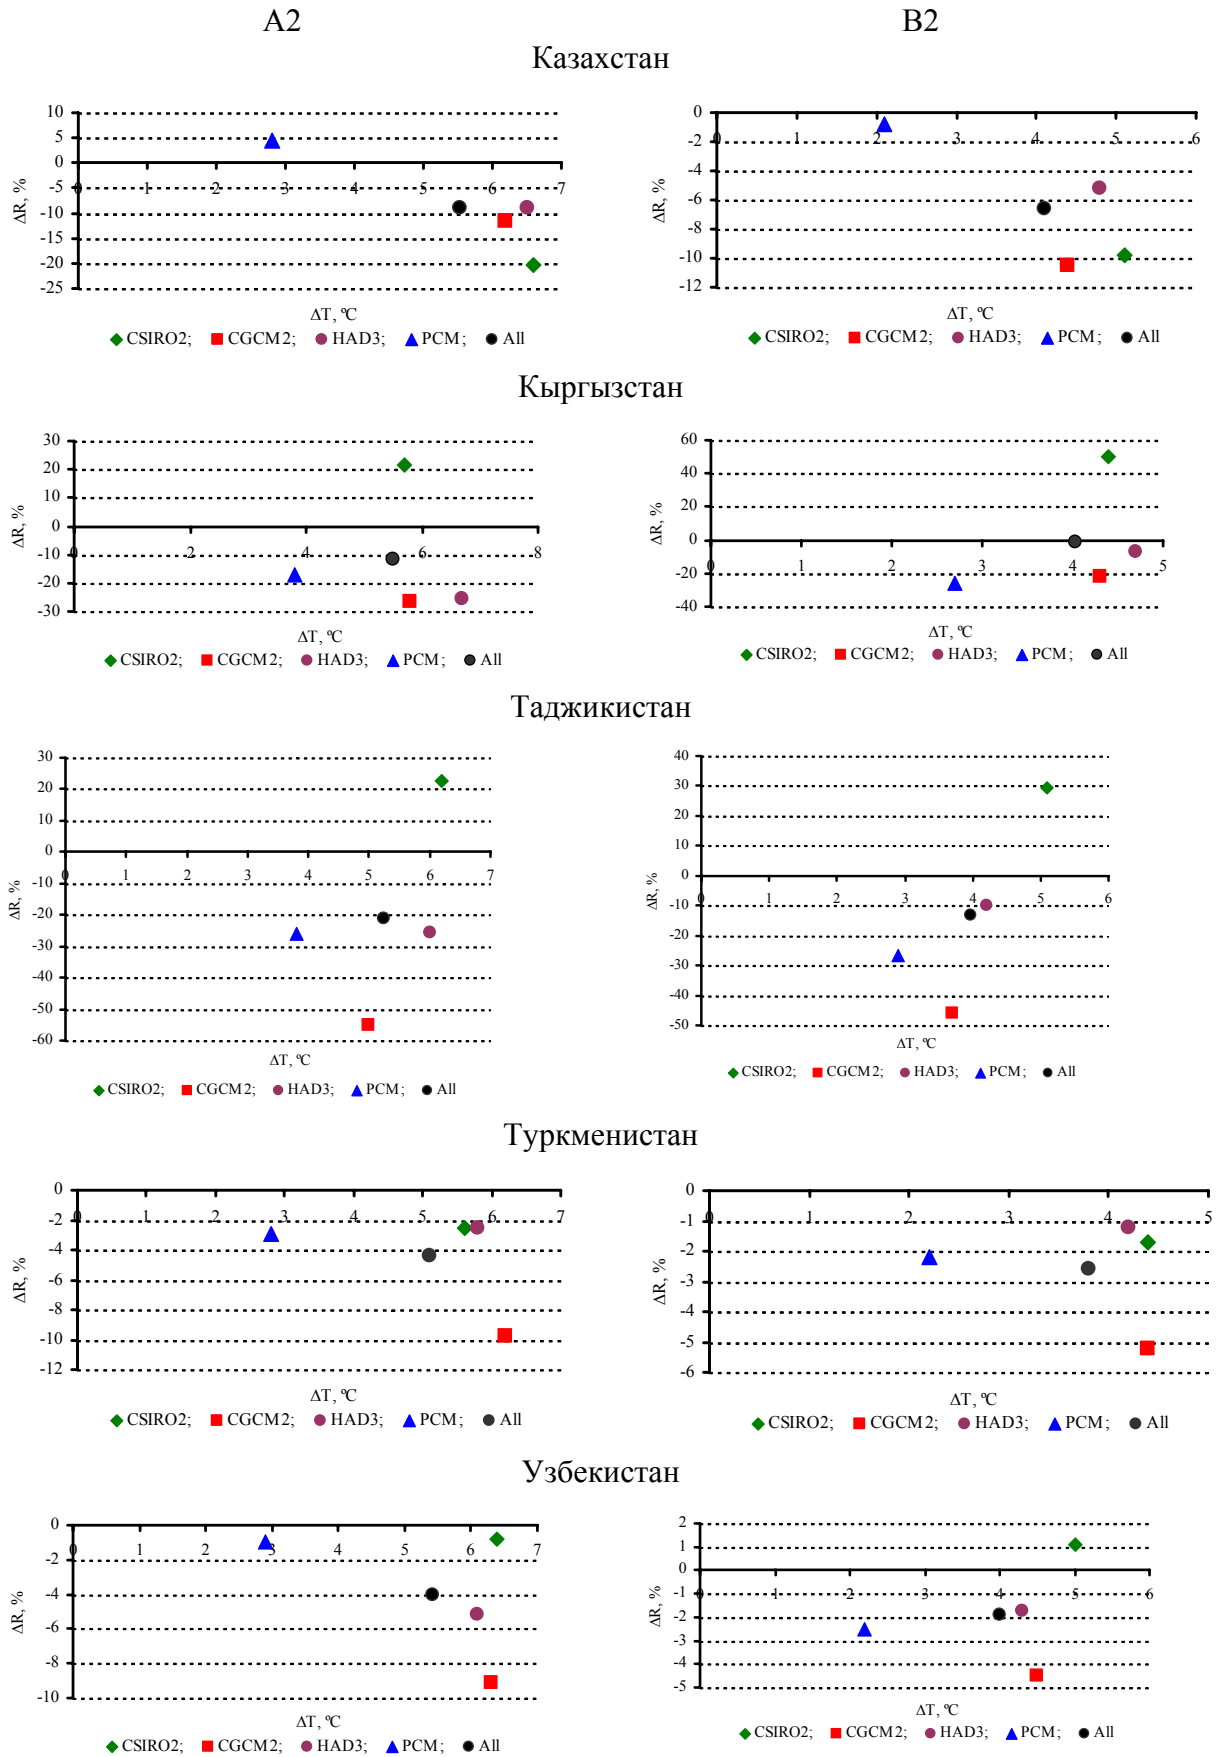 A2 B2
Казахстан
10
5
0
-5
-10
-15
-20
-25
0 1 2 3 4 5 6 7
ΔR, %
ΔT, ºC
CSIRO2; CGCM2; HAD3; PCM; All
0
-2
-4
-6
-8
-10
-12
0 1 2 3 4 5 6
ΔR, %
ΔT, ºC
CSIRO2; CGCM2; HAD3; PCM; All
Кыргызстан
30
20
10
0
-10
-20
-30
0 2 4 6 8
ΔR, %
ΔT, ºC
CSIRO2; CGCM2; HAD3; PCM; All
60
40
20
0
-20
-40
0 1 2 3 4 5
ΔR, %
ΔT, ºC
CSIRO2; CGCM2; HAD3; PCM; All
Таджикистан
30
20
10
0
-10
-20
-30
-40
-50
-60
0 1 2 3 4 5 6 7
ΔR, %
ΔT, ºC
CSIRO2; CGCM2; HAD3; PCM; All
40
30
20
10
0
-10
-20
-30
-40
-50
0 1 2 3 4 5 6
ΔR, %
ΔT, ºC
CSIRO2; CGCM2; HAD3; PCM; All
Туркменистан
0
-2
-4
-6
-8
-10
-12
0 1 2 3 4 5 6 7
ΔR, %
ΔT, ºC
CSIRO2; CGCM2; HAD3; PCM; All
0
-1
-2
-3
-4
-5
-6
0 1 2 3 4 5
ΔR, %
ΔT, ºC
CSIRO2; CGCM2; HAD3; PCM; All
Узбекистан
0
-2
-4
-6
-8
-10
0 1 2 3 4 5 6 7
ΔR, %
ΔT, ºC
CSIRO2; CGCM2; HAD3; PCM; All
2
1
0
-1
-2
-3
-4
-5
0 1 2 3 4 5 6
ΔR, %
ΔT, ºC
CSIRO2; CGCM2; HAD3; PCM; All